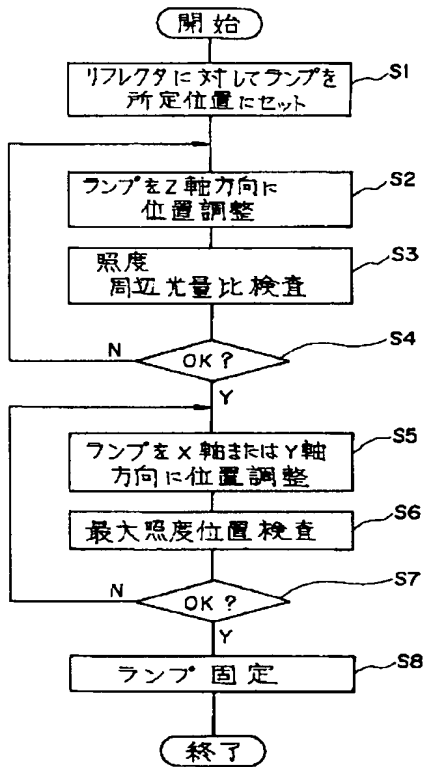 開始
リフレクタに対してランプを
所定位置にセット
S1
ランプをZ軸方向に
位置調整
S2
照度
周辺光量比検査
S3
OK?
S4
N
Y
ランプをX軸またはY軸
方向に位置調整
S5
最大照度位置検査
S6
OK?
S7
N
Y
ランプ固定
S8
終了